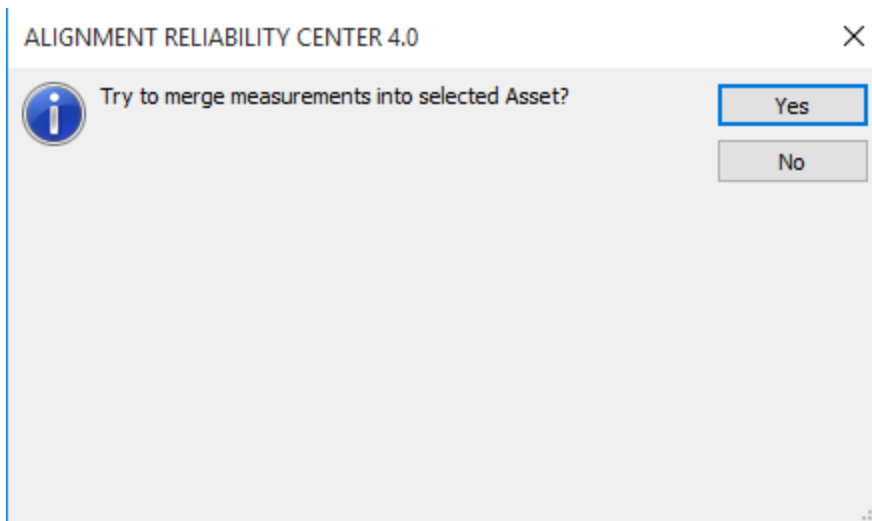 ALIGNMENT RELIABILITY CENTER 4.0
Try to merge measurements into selected Asset?
Yes
No